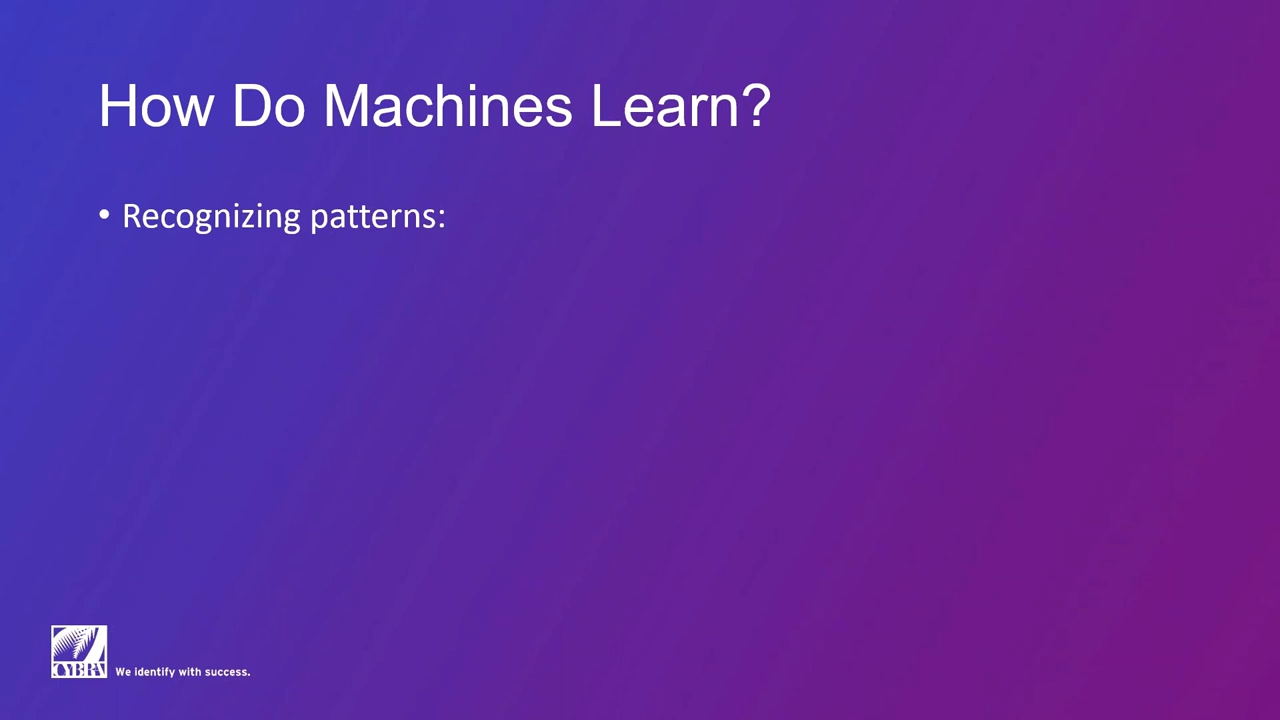 How Do Machines Learn?
• Recognizing patterns:
CYBRA
We identify with success.